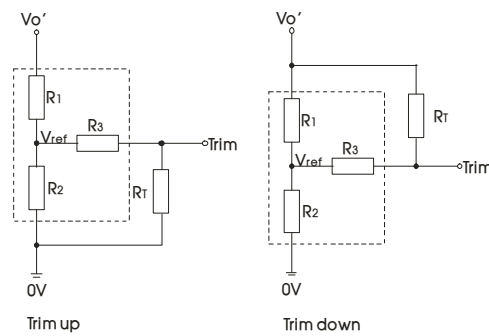 Vo'
R1
Vref
R3
Trim
R2
RT
0V
Trim up
Vo'
R1
RT
Vref
R3
Trim
R2
0V
Trim down